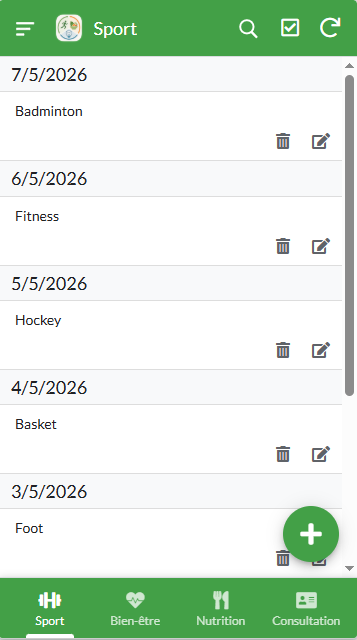 Sport
7/5/2026
Badminton
6/5/2026
Fitness
5/5/2026
Hockey
4/5/2026
Basket
3/5/2026
Foot
Sport Bien-être Nutrition Consultation